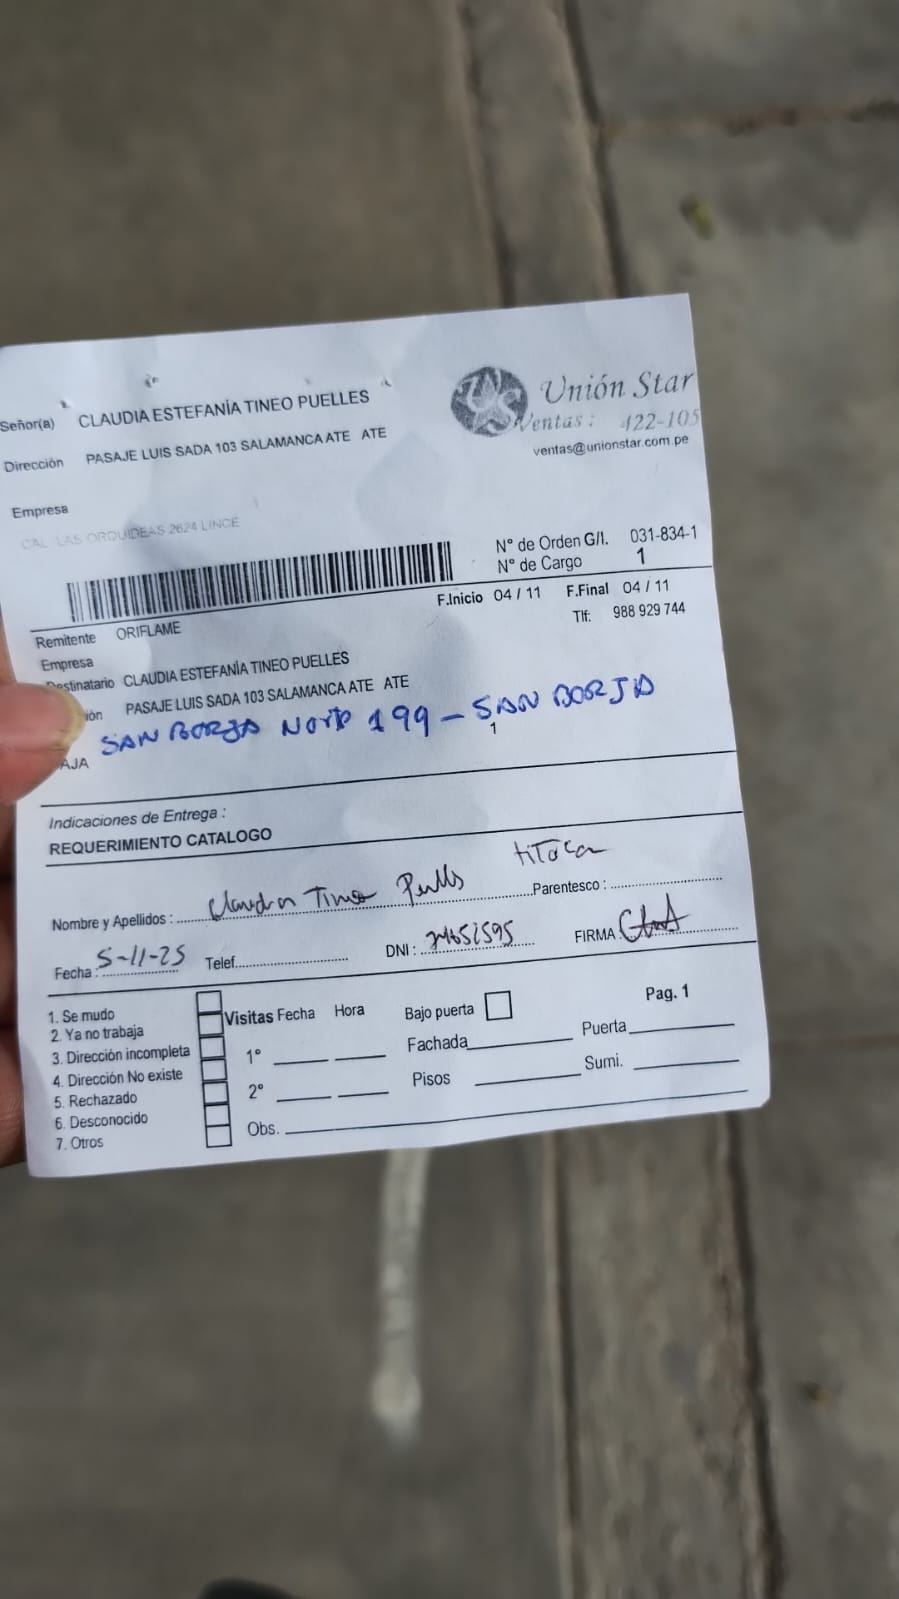 Señor(a) CLAUDIA ESTEFANÍA TINEO PUELLES
Dirección PASAJE LUIS SADA 103 SALAMANCA ATE ATE
Unión Star
Ventas : 422-105
ventas@unionstar.com.pe
Empresa
CAL LAS ORQUIDEAS 2624 LINCE
N° de Orden G/I. 031-834-1
N° de Cargo 1
F.Inicio 04 / 11 F.Final 04 / 11
Tlf: 988 929 744
Remitente ORIFLAME
Empresa
Destinatario CLAUDIA ESTEFANÍA TINEO PUELLES
ión PASAJE LUIS SADA 103 SALAMANCA ATE ATE
SAN BORJA NORTE 199 - SAN BORJA
AJA 1
Indicaciones de Entrega :
REQUERIMIENTO CATALOGO
Nombre y Apellidos : Claudia Tineo Puells Parentesco : titular
Fecha : 5-11-25 Telef. DNI : FIRMA
1. Se mudo
2. Ya no trabaja
3. Dirección incompleta
4. Dirección No existe
5. Rechazado
6. Desconocido
7. Otros
Visitas Fecha Hora
1°
2°
Obs.
Bajo puerta
Fachada
Pisos
Pag. 1
Puerta
Sumi.